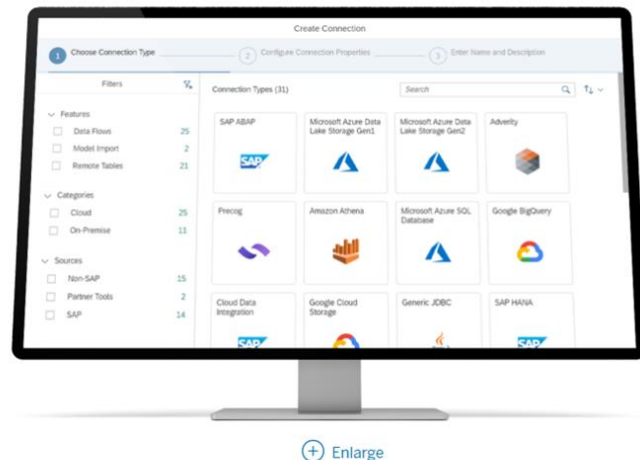 Create Connection
1 Choose Connection Type
2 Configure Connection Properties
3 Enter Name and Description
Filters
Features
Data Flows 25
Model Import 2
Remote Tables 21
Categories
Cloud 25
On-Premise 11
Sources
Non-SAP 15
Partner Tools 2
SAP 14
Connection Types (31)
Search
SAP ABAP
SAP
Microsoft Azure Data
Lake Storage Gen1
Microsoft Azure Data
Lake Storage Gen2
Adverity
Precog
Amazon Athena
Microsoft Azure SQL
Database
Google BigQuery
Cloud Data
Integration
SAP
Google Cloud
Storage
Generic JDBC
SAP HANA
SAP
Enlarge